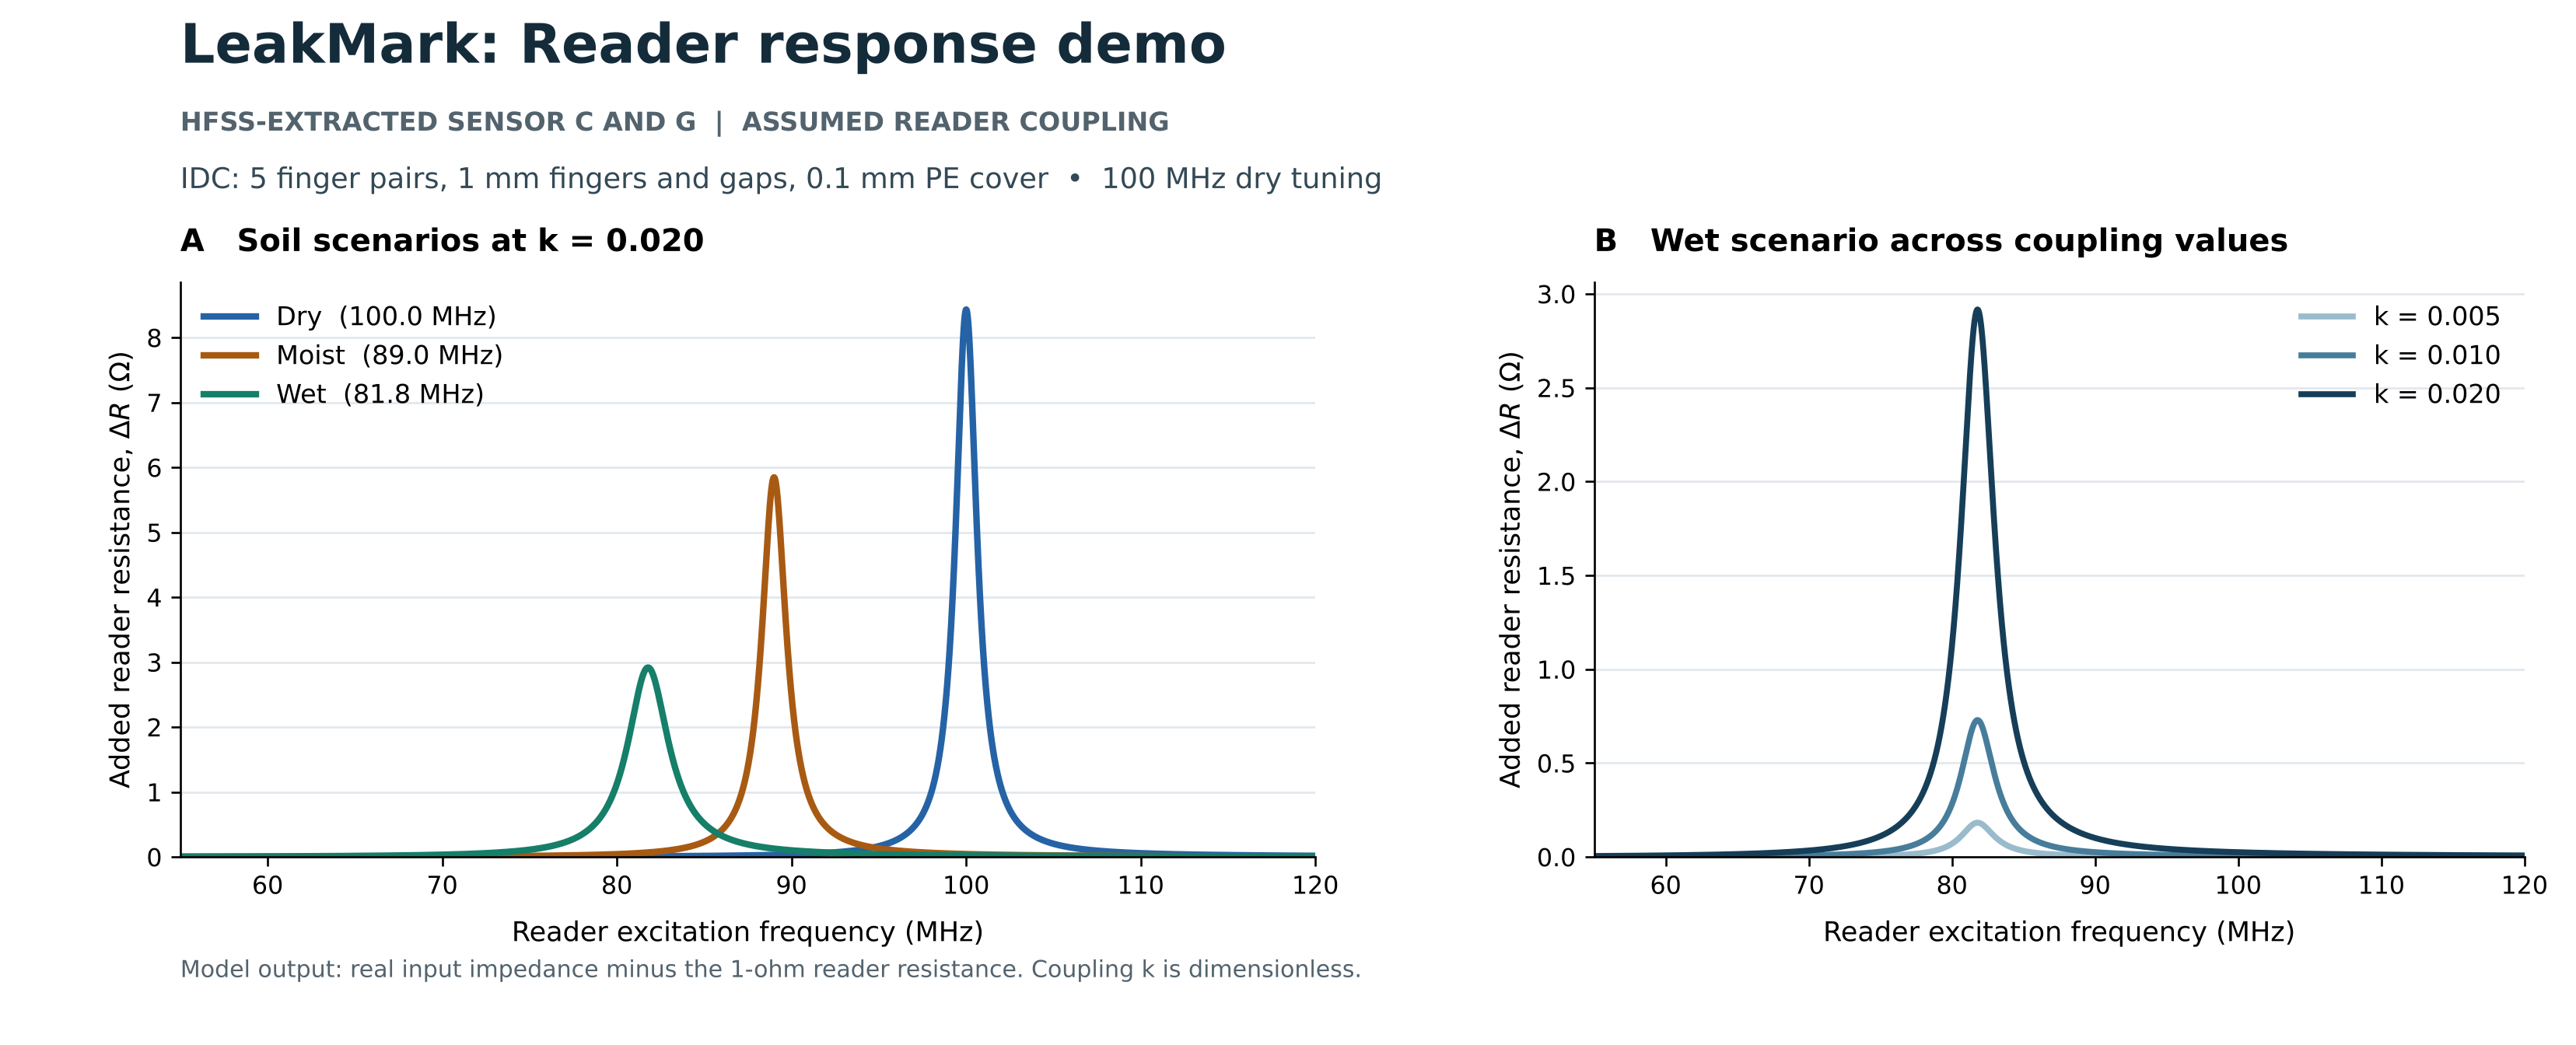 LeakMark: Reader response demo
HFSS-EXTRACTED SENSOR C AND G | ASSUMED READER COUPLING
IDC: 5 finger pairs, 1 mm fingers and gaps, 0.1 mm PE cover • 100 MHz dry tuning
A Soil scenarios at k = 0.020
Dry (100.0 MHz)
Moist (89.0 MHz)
Wet (81.8 MHz)
Added reader resistance, ΔR (Ω)
8
7
6
5
4
3
2
1
0
60 70 80 90 100 110 120
Reader excitation frequency (MHz)
Model output: real input impedance minus the 1-ohm reader resistance. Coupling k is dimensionless.
B Wet scenario across coupling values
k = 0.005
k = 0.010
k = 0.020
Added reader resistance, ΔR (Ω)
3.0
2.5
2.0
1.5
1.0
0.5
0.0
60 70 80 90 100 110 120
Reader excitation frequency (MHz)